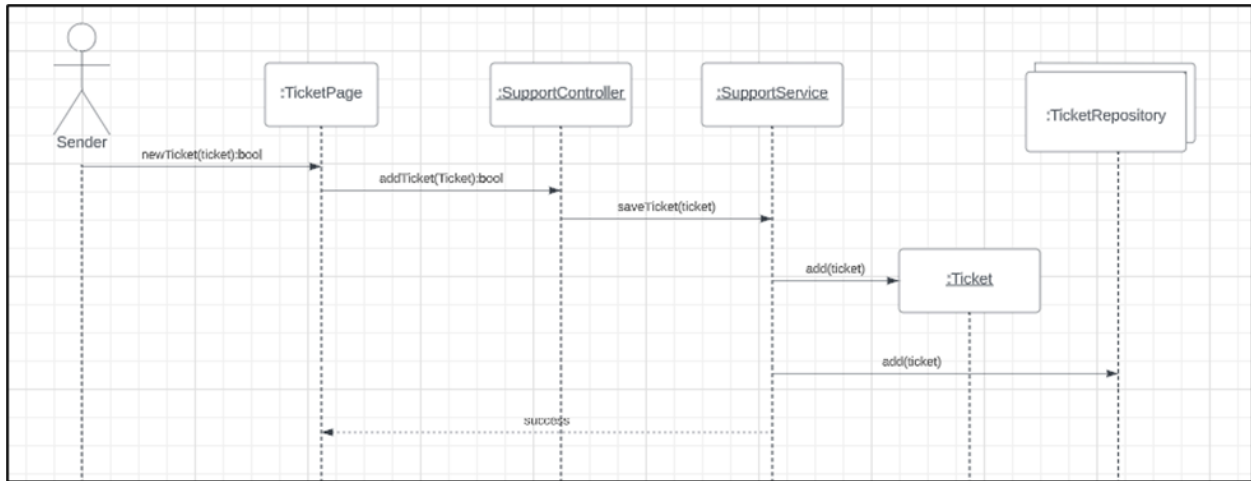 :TicketPage
:SupportController
:SupportService
:TicketRepository
Sender
newTicket(ticket):bool
addTicket(Ticket):bool
saveTicket(ticket)
add(ticket)
:Ticket
add(ticket)
success